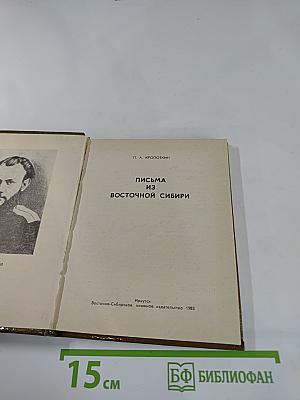 П. А. КРОПОТКИН
ПИСЬМА
ИЗ
ВОСТОЧНОЙ СИБИРИ
Иркутск
Восточно-Сибирское книжное издательство 1983
15 см
БФ БИБЛИОФАН